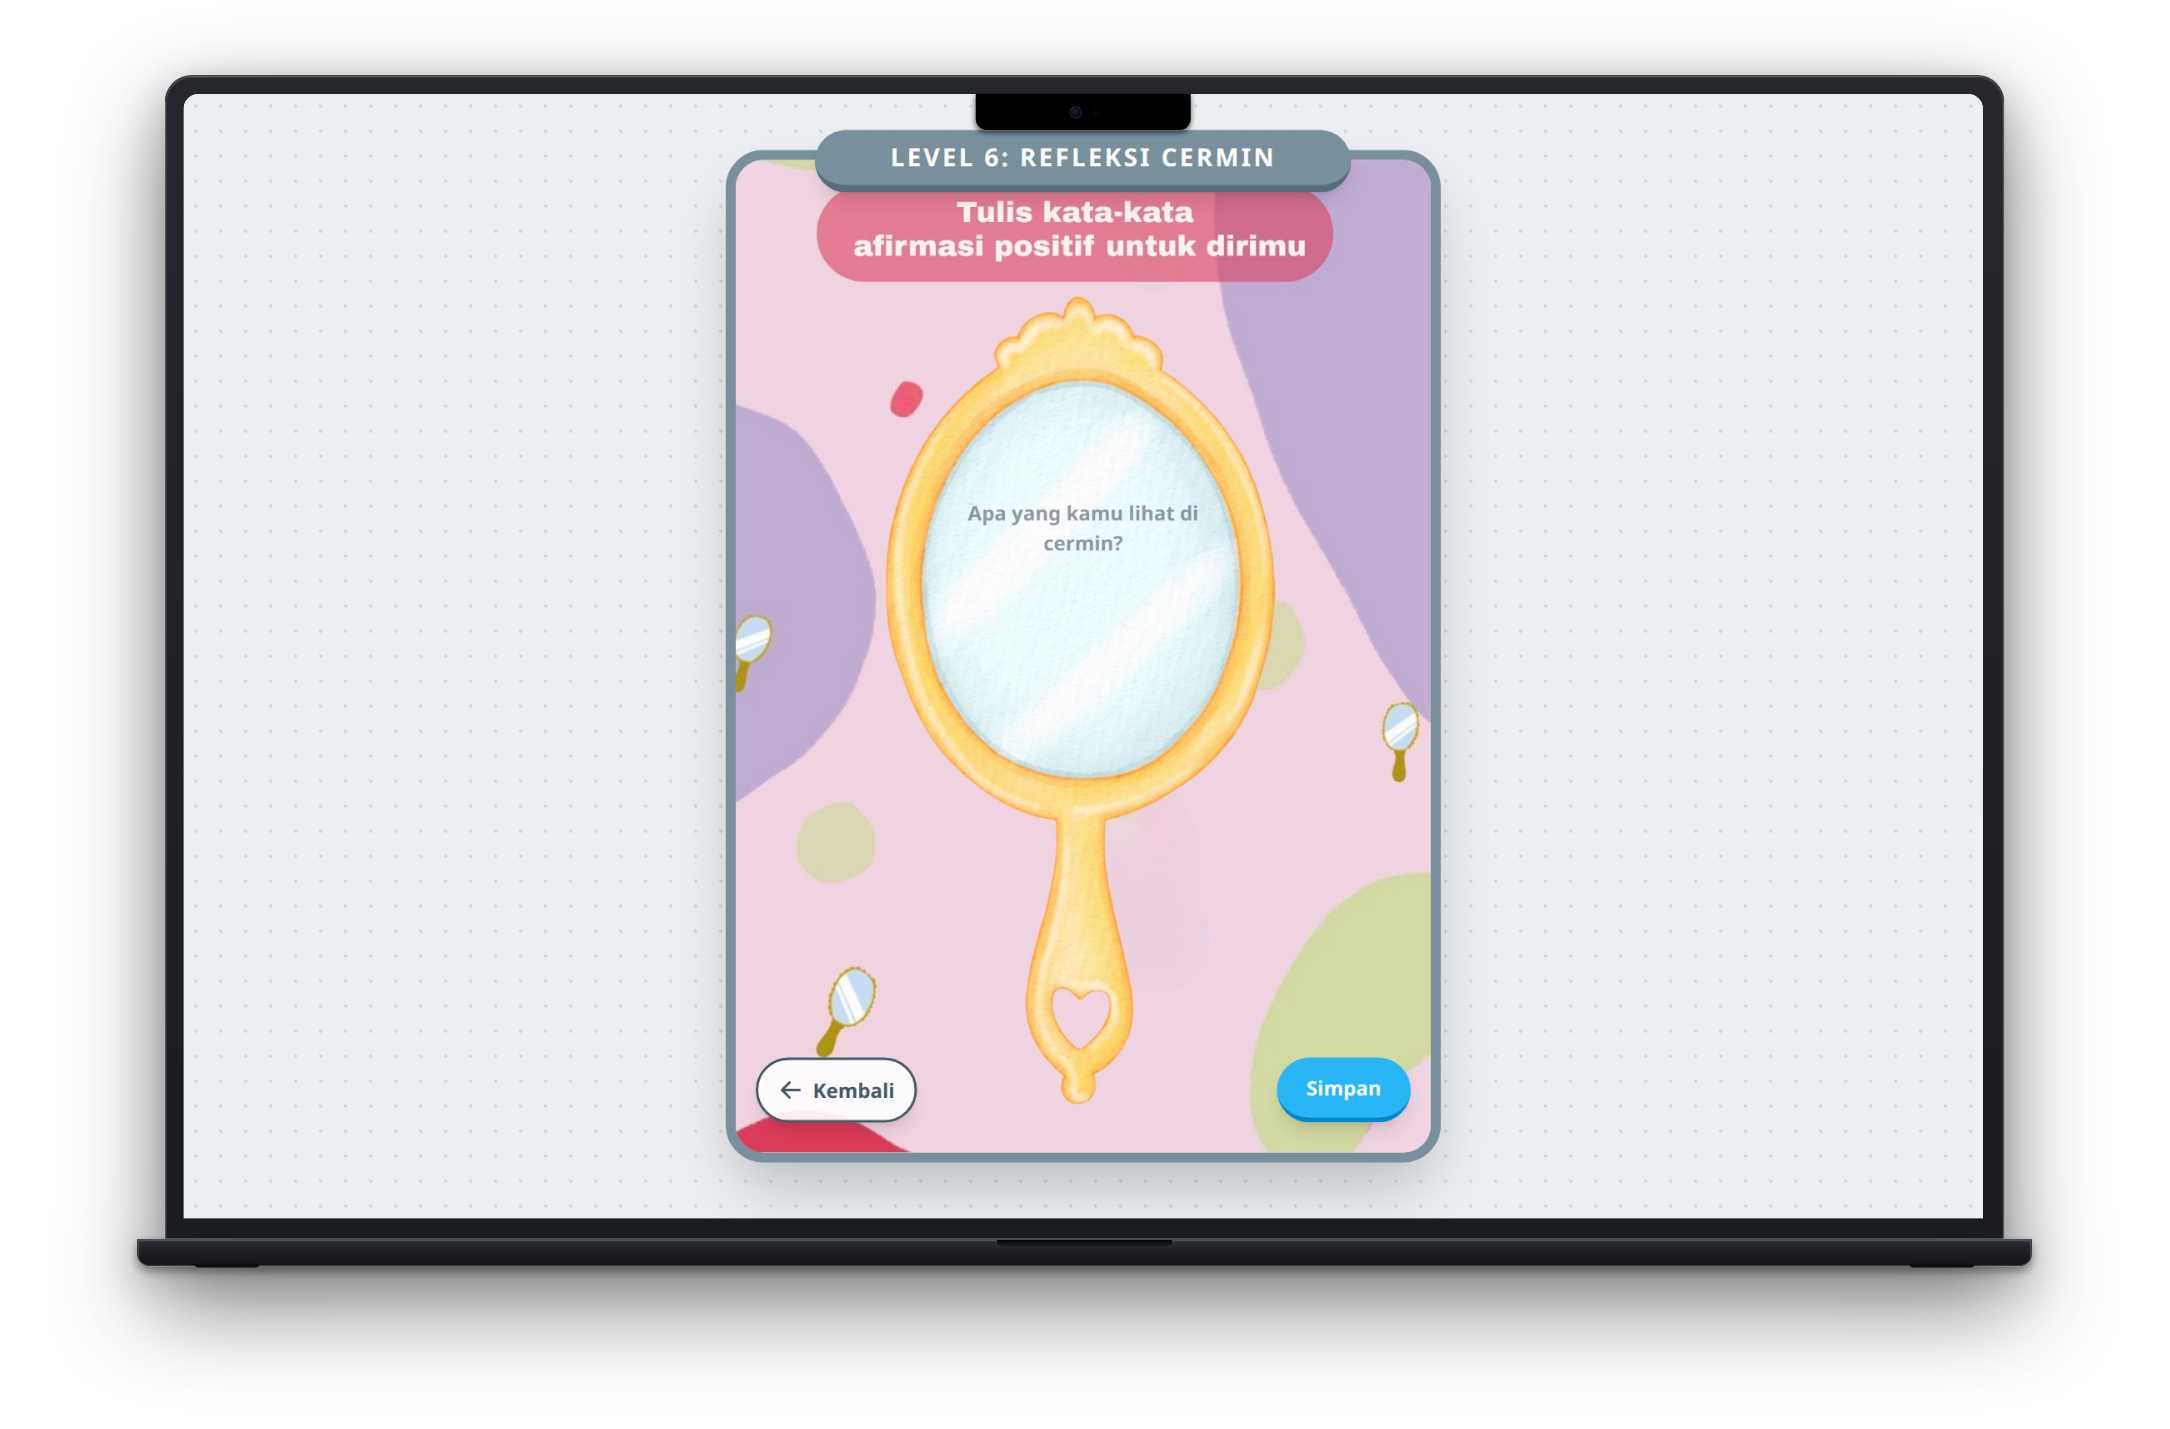 LEVEL 6: REFLEKSI CERMIN
Tulis kata-kata
afirmasi positif untuk dirimu
Apa yang kamu lihat di
cermin?
Kembali
Simpan